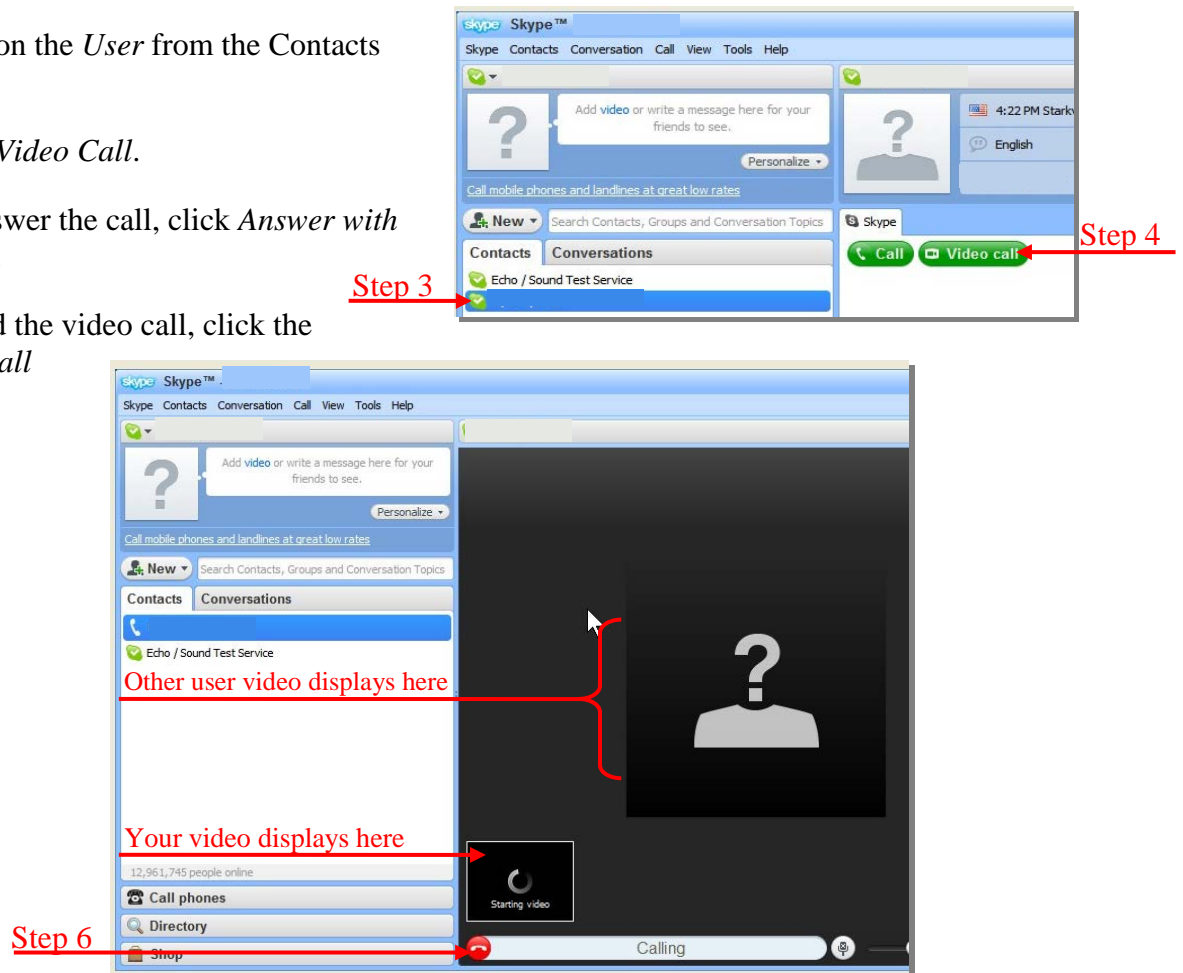 on the User from the Contacts
Video Call.
swer the call, click Answer with
d the video call, click the
all
skype Skype™
Skype Contacts Conversation Call View Tools Help
Add video or write a message here for your
friends to see.
Personalize
Call mobile phones and landlines at great low rates
New Search Contacts, Groups and Conversation Topics
Contacts Conversations
Echo / Sound Test Service
Step 3
4:22 PM Starkv
English
Skype
Call Video call
Step 4
skype Skype™
Skype Contacts Conversation Call View Tools Help
Add video or write a message here for your
friends to see.
Personalize
Call mobile phones and landlines at great low rates
New Search Contacts, Groups and Conversation Topics
Contacts Conversations
Echo / Sound Test Service
Other user video displays here
Your video displays here
12,961,745 people online
Call phones
Directory
Shop
Step 6
Starting video
Calling